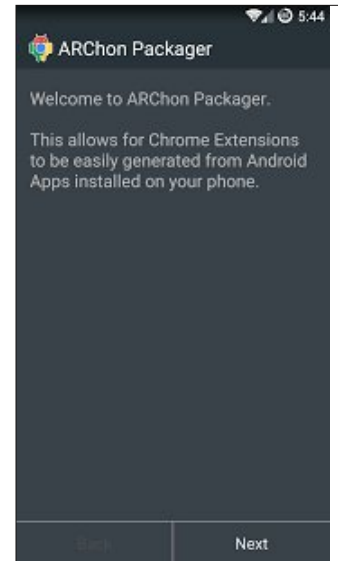 5:44
ARChon Packager
Welcome to ARChon Packager.
This allows for Chrome Extensions
to be easily generated from Android
Apps installed on your phone.
Back
Next